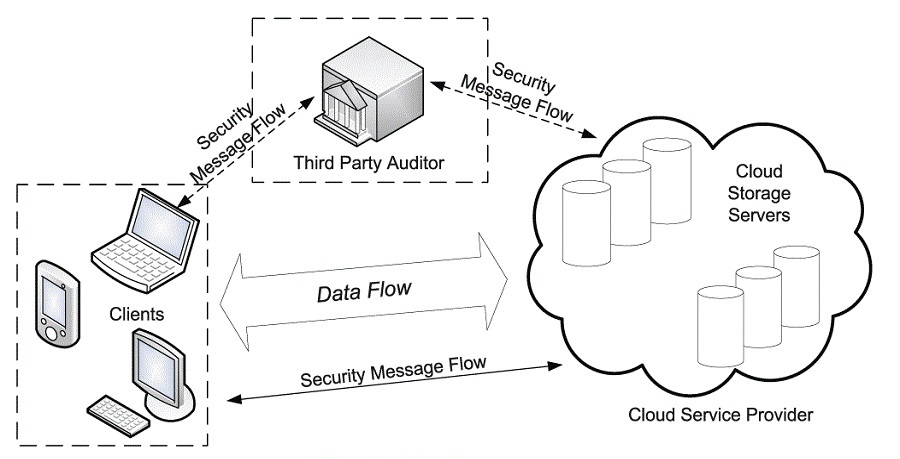 Security
Message Flow
Security
Message Flow
Third Party Auditor
Cloud
Storage
Servers
Clients
Data Flow
Security Message Flow
Cloud Service Provider